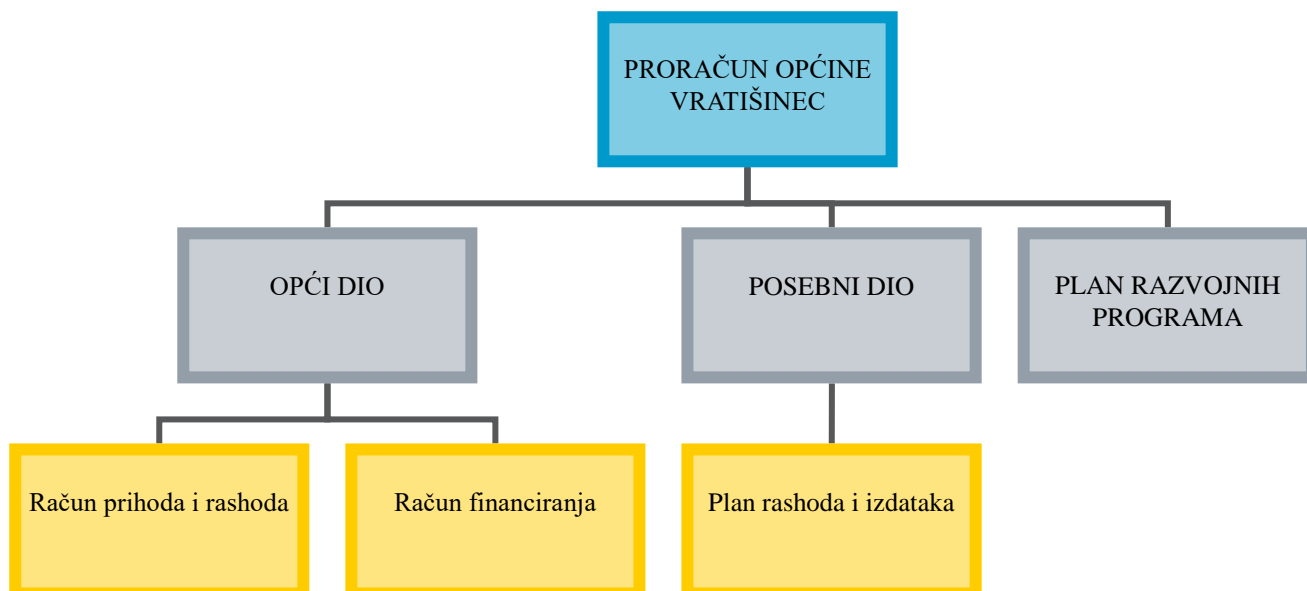 PRORAČUN OPĆINE
VRATIŠINEC
OPĆI DIO
POSEBNI DIO
PLAN RAZVOJNIH
PROGRAMA
Račun prihoda i rashoda
Račun financiranja
Plan rashoda i izdataka